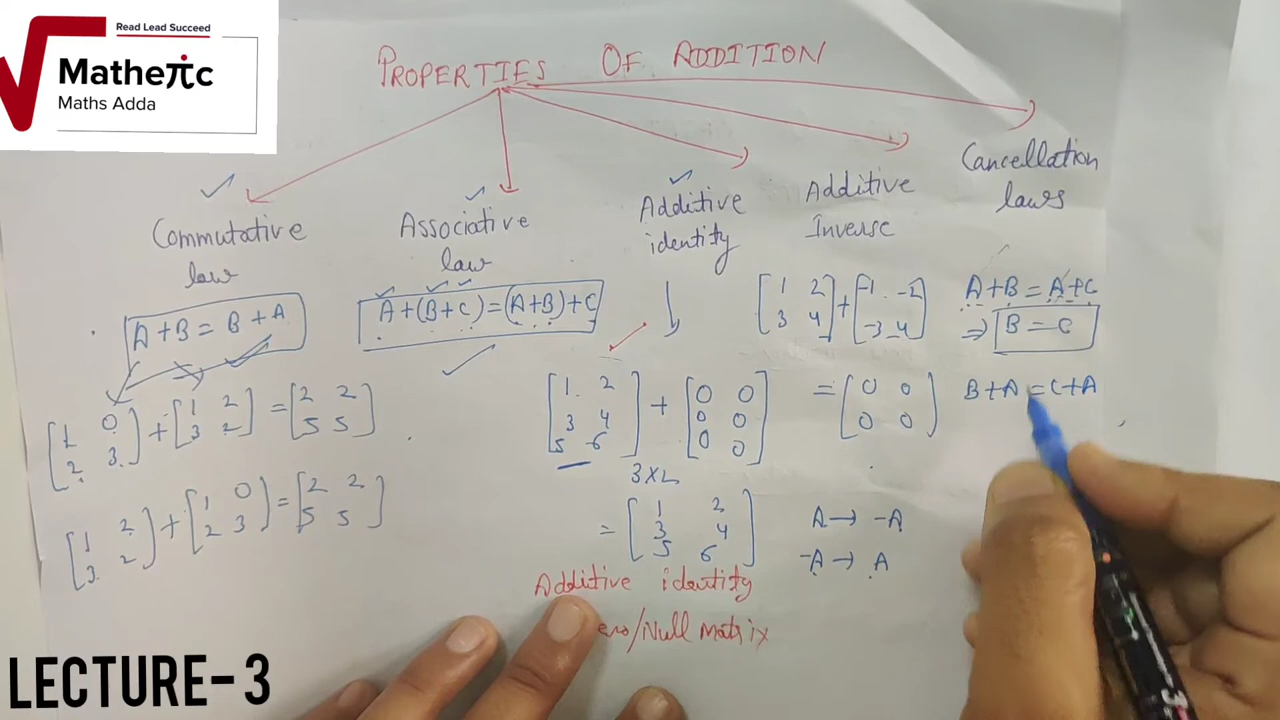 Read Lead Succeed
Matheπc
Maths Adda
PROPERTIES OF ADDITION
Commutative
law
A+B = B+A
[1 0
2 3] + [1 2
3 2] = [2 2
5 5]
[1 2
3 2] + [1 0
2 3] = [2 2
5 5]
Associative
law
A+(B+C)=(A+B)+C
Additive
identity
[1 2
3 4
5 6] + [0 0
0 0
0 0]
3X2
= [1 2
3 4
5 6]
Additive identity
ero/Null Matrix
Additive
Inverse
[1 2
3 4] + [-1 -2
-3 -4]
= [0 0
0 0]
A → -A
-A → A
Cancellation
laws
A+B = A+C
⇒ B = C
B+A = C+A
LECTURE- 3